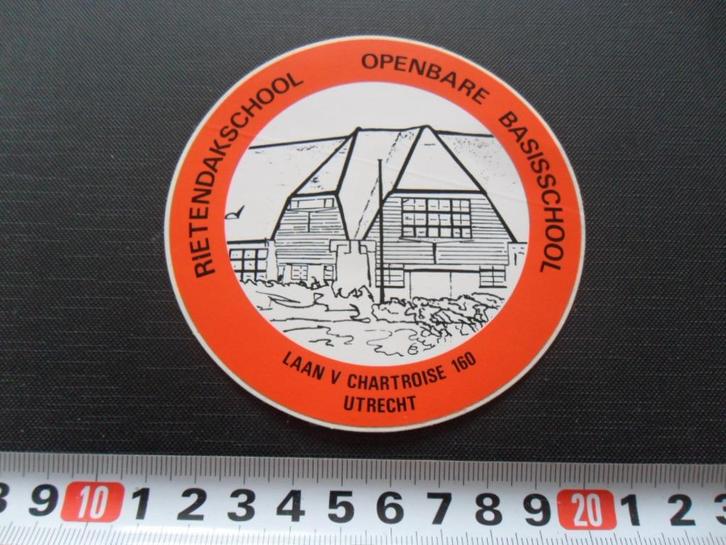 RIETENDAKSCHOOL OPENBARE BASISSCHOOL
LAAN V CHARTROISE 160
UTRECHT
9 10 1 2 3 4 5 6 7 8 9 20 1 2 3